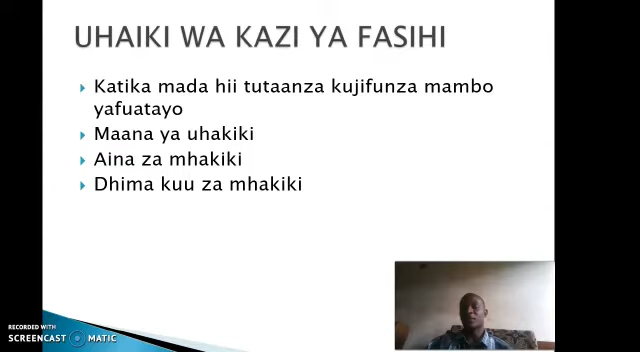 UHAIKI WA KAZI YA FASIHI
Katika mada hii tutaanza kujifunza mambo
yafuatayo
Maana ya uhakiki
Aina za mhakiki
Dhima kuu za mhakiki
RECORDED WITH
SCREENCAST MATIC